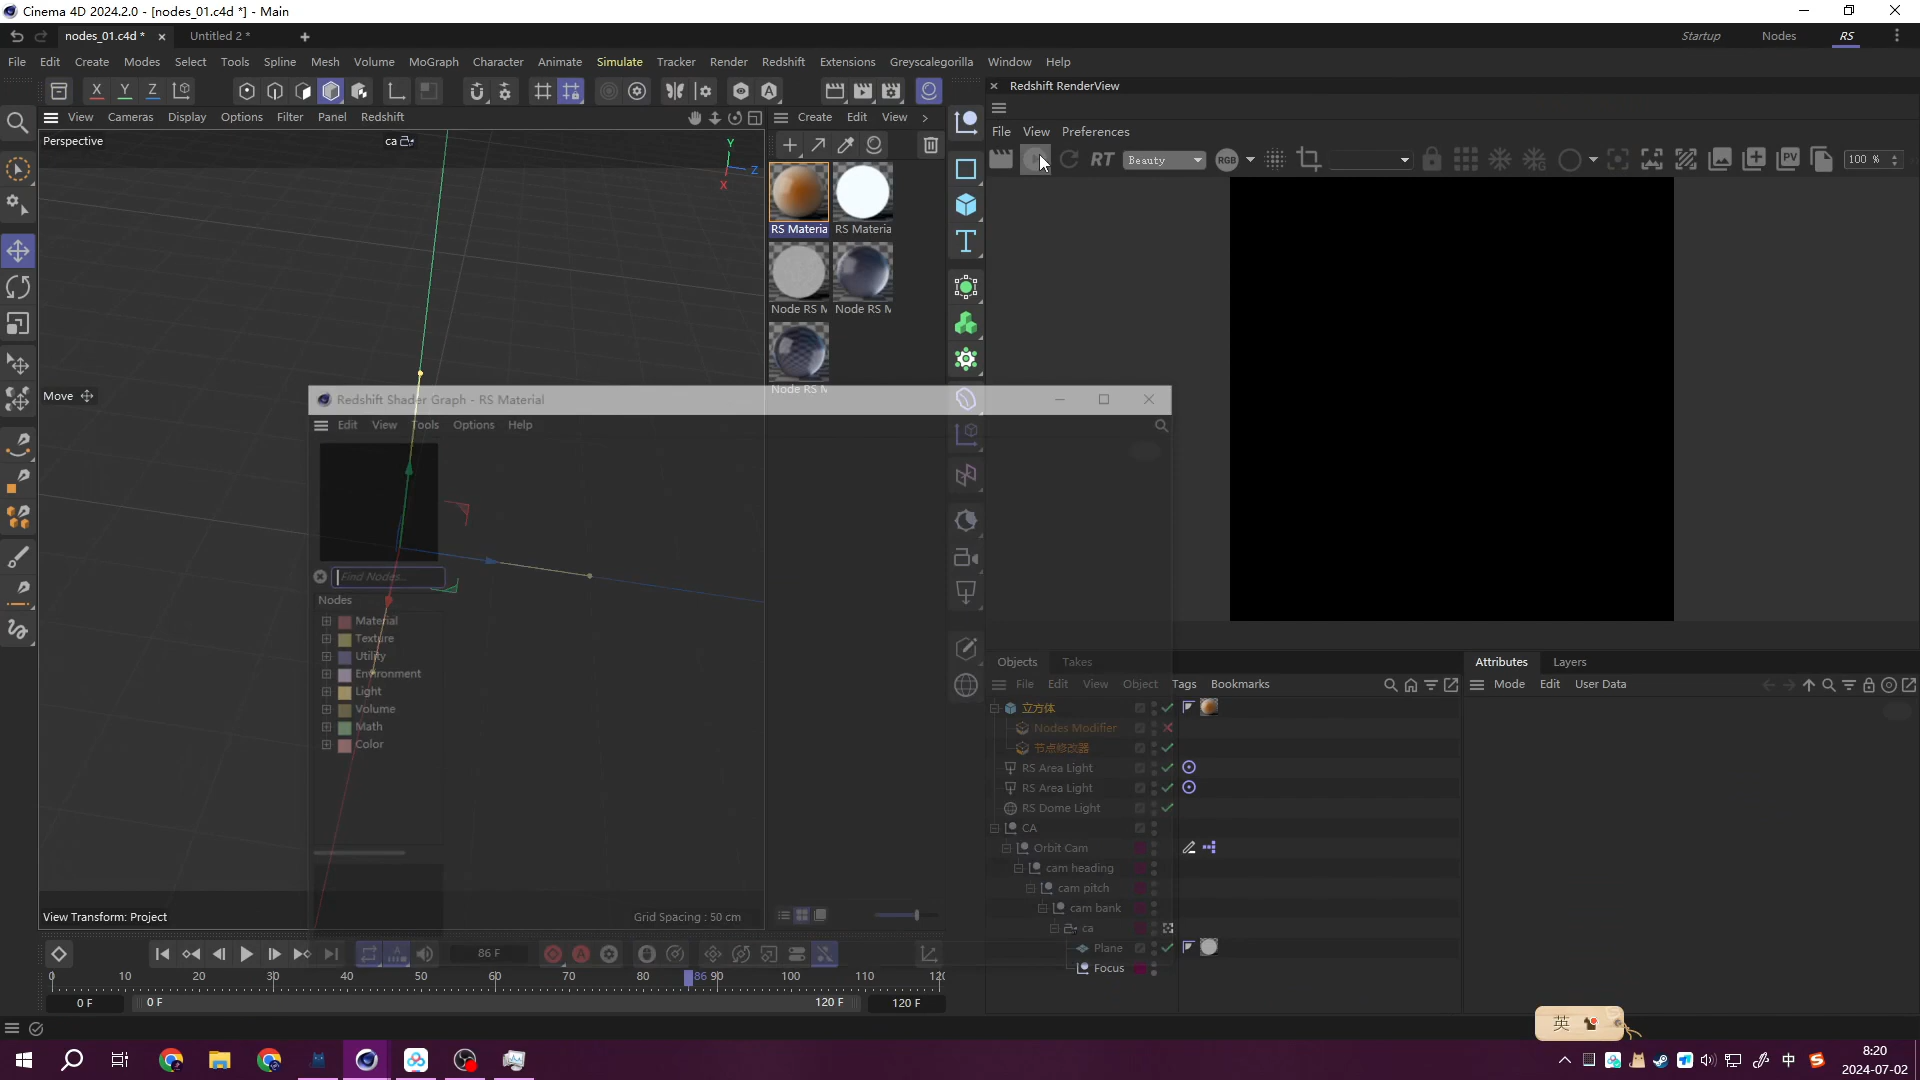 Cinema 4D 2024.2.0 - [nodes_01.c4d *] - Main
nodes_01.c4d *
Untitled 2 *
Startup
Nodes
RS
File Edit Create Modes Select Tools Spline Mesh Volume MoGraph Character Animate Simulate Tracker Render Redshift Extensions Greyscalegorilla Window Help
X Y Z
Redshift RenderView
View Cameras Display Options Filter Panel Redshift
Create Edit View
File View Preferences
RT Beauty RGB PV 100 %
Perspective
ca
Y
Z
X
RS Materia RS Materia
Node RS M Node RS M
Node RS M
Move
Redshift Shader Graph - RS Material
Edit View Tools Options Help
Find Nodes...
Nodes
Material
Texture
Utility
Environment
Light
Volume
Math
Color
View Transform: Project
Grid Spacing : 50 cm
Objects Takes
File Edit View Object Tags Bookmarks
立方体
Nodes Modifier
节点修改器
RS Area Light
RS Area Light
RS Dome Light
CA
Orbit Cam
cam heading
cam pitch
cam bank
ca
Plane
Focus
Attributes Layers
Mode Edit User Data
86 F
0 10 20 30 40 50 60 70 80 86 90 100 110 120
0 F 0 F 120 F 120 F
英
中
8:20
2024-07-02